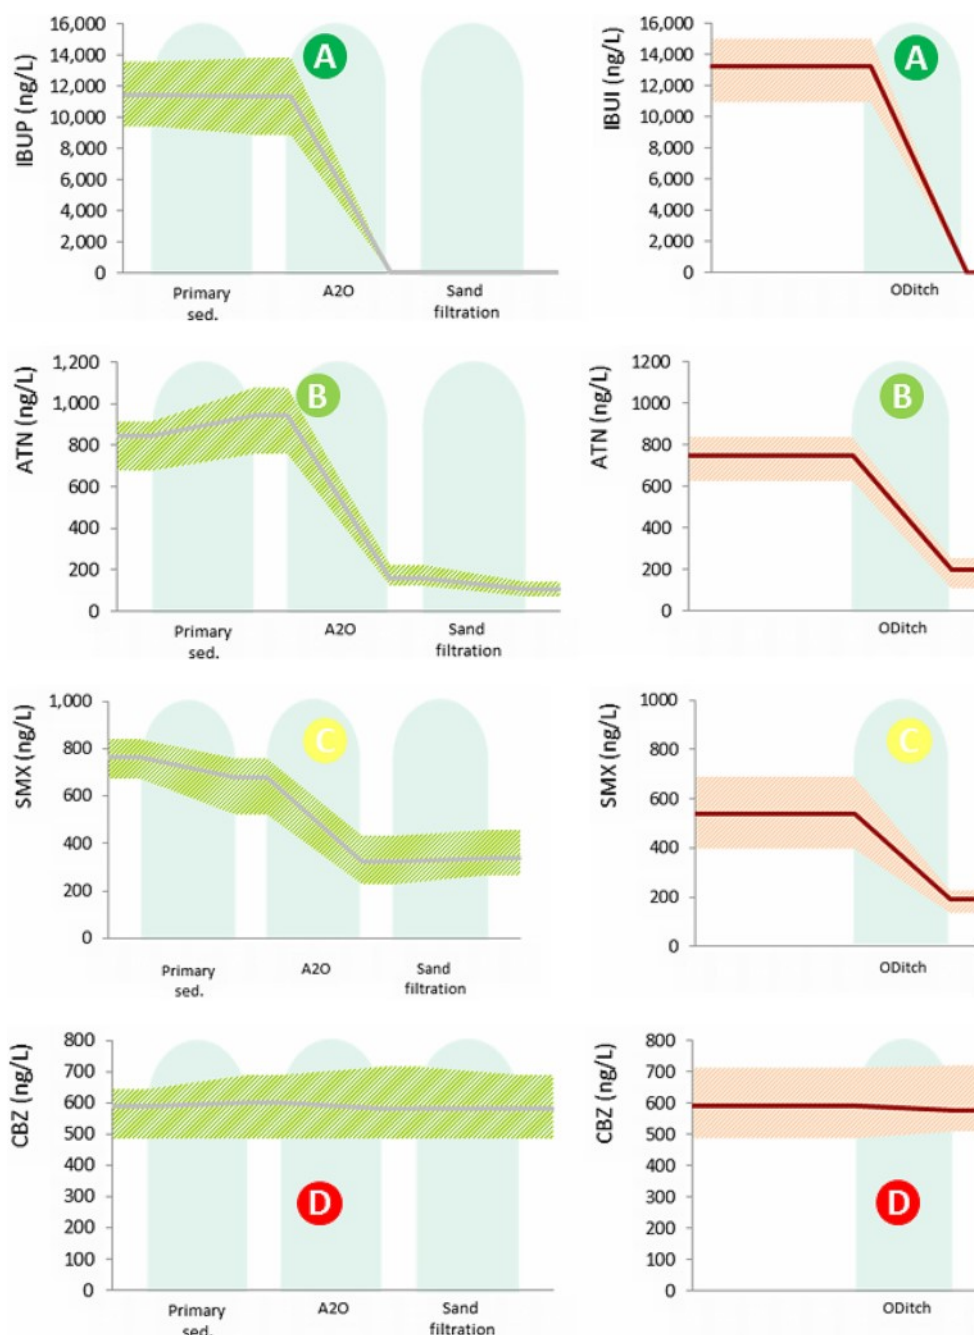 16,000
14,000
12,000
10,000
8,000
6,000
4,000
2,000
0
IBUP (ng/L)
A
Primary
sed.
A2O
Sand
filtration
16,000
14,000
12,000
10,000
8,000
6,000
4,000
2,000
0
IBUI (ng/L)
A
ODitch
1,200
1,000
800
600
400
200
0
ATN (ng/L)
B
Primary
sed.
A2O
Sand
filtration
1200
1000
800
600
400
200
0
ATN (ng/L)
B
ODitch
1,000
800
600
400
200
0
SMX (ng/L)
C
Primary
sed.
A2O
Sand
filtration
1000
800
600
400
200
0
SMX (ng/L)
C
ODitch
800
700
600
500
400
300
200
100
0
CBZ (ng/L)
D
Primary
sed.
A2O
Sand
filtration
800
700
600
500
400
300
200
100
0
CBZ (ng/L)
D
ODitch